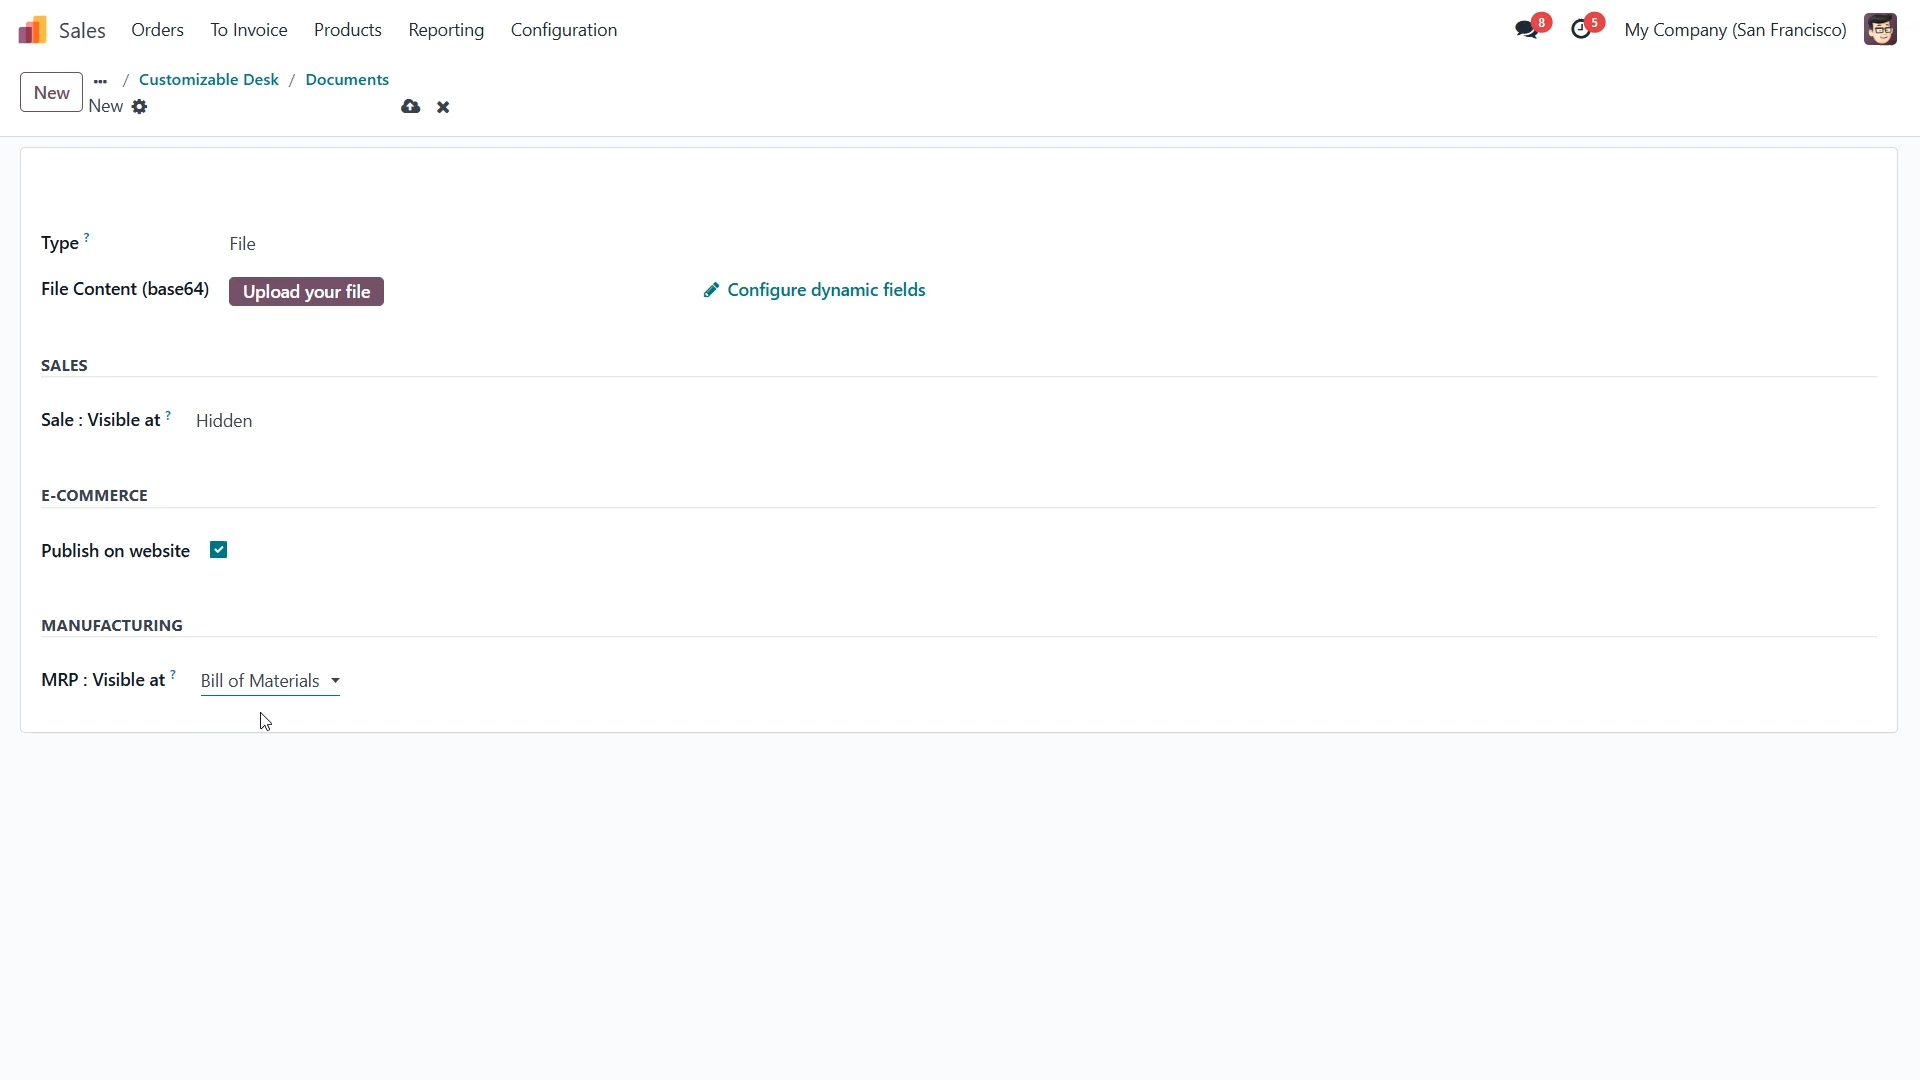 Sales Orders To Invoice Products Reporting Configuration 8 5 My Company (San Francisco)
New ... / Customizable Desk / Documents
New
Type ? File
File Content (base64) Upload your file Configure dynamic fields
SALES
Sale : Visible at ? Hidden
E-COMMERCE
Publish on website
MANUFACTURING
MRP : Visible at ? Bill of Materials